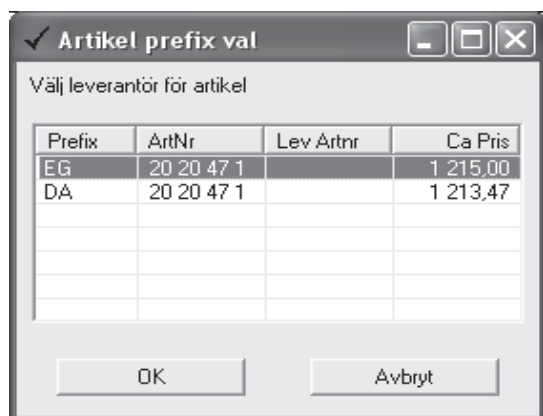 Artikel prefix val
Välj leverantör för artikel
Prefix ArtNr Lev Artnr Ca Pris
EG 20 20 47 1 1 215,00
DA 20 20 47 1 1 213,47
OK Avbryt